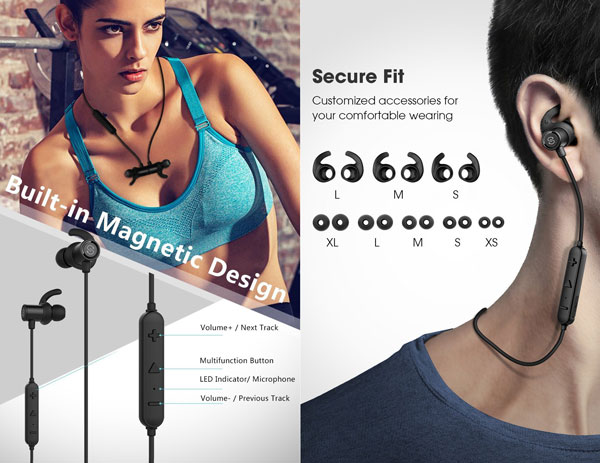 Built-in Magnetic Design
Volume+ / Next Track
Multifunction Button
LED Indicator/ Microphone
Volume- / Previous Track
Secure Fit
Customized accessories for
your comfortable wearing
L M S
XL L M S XS